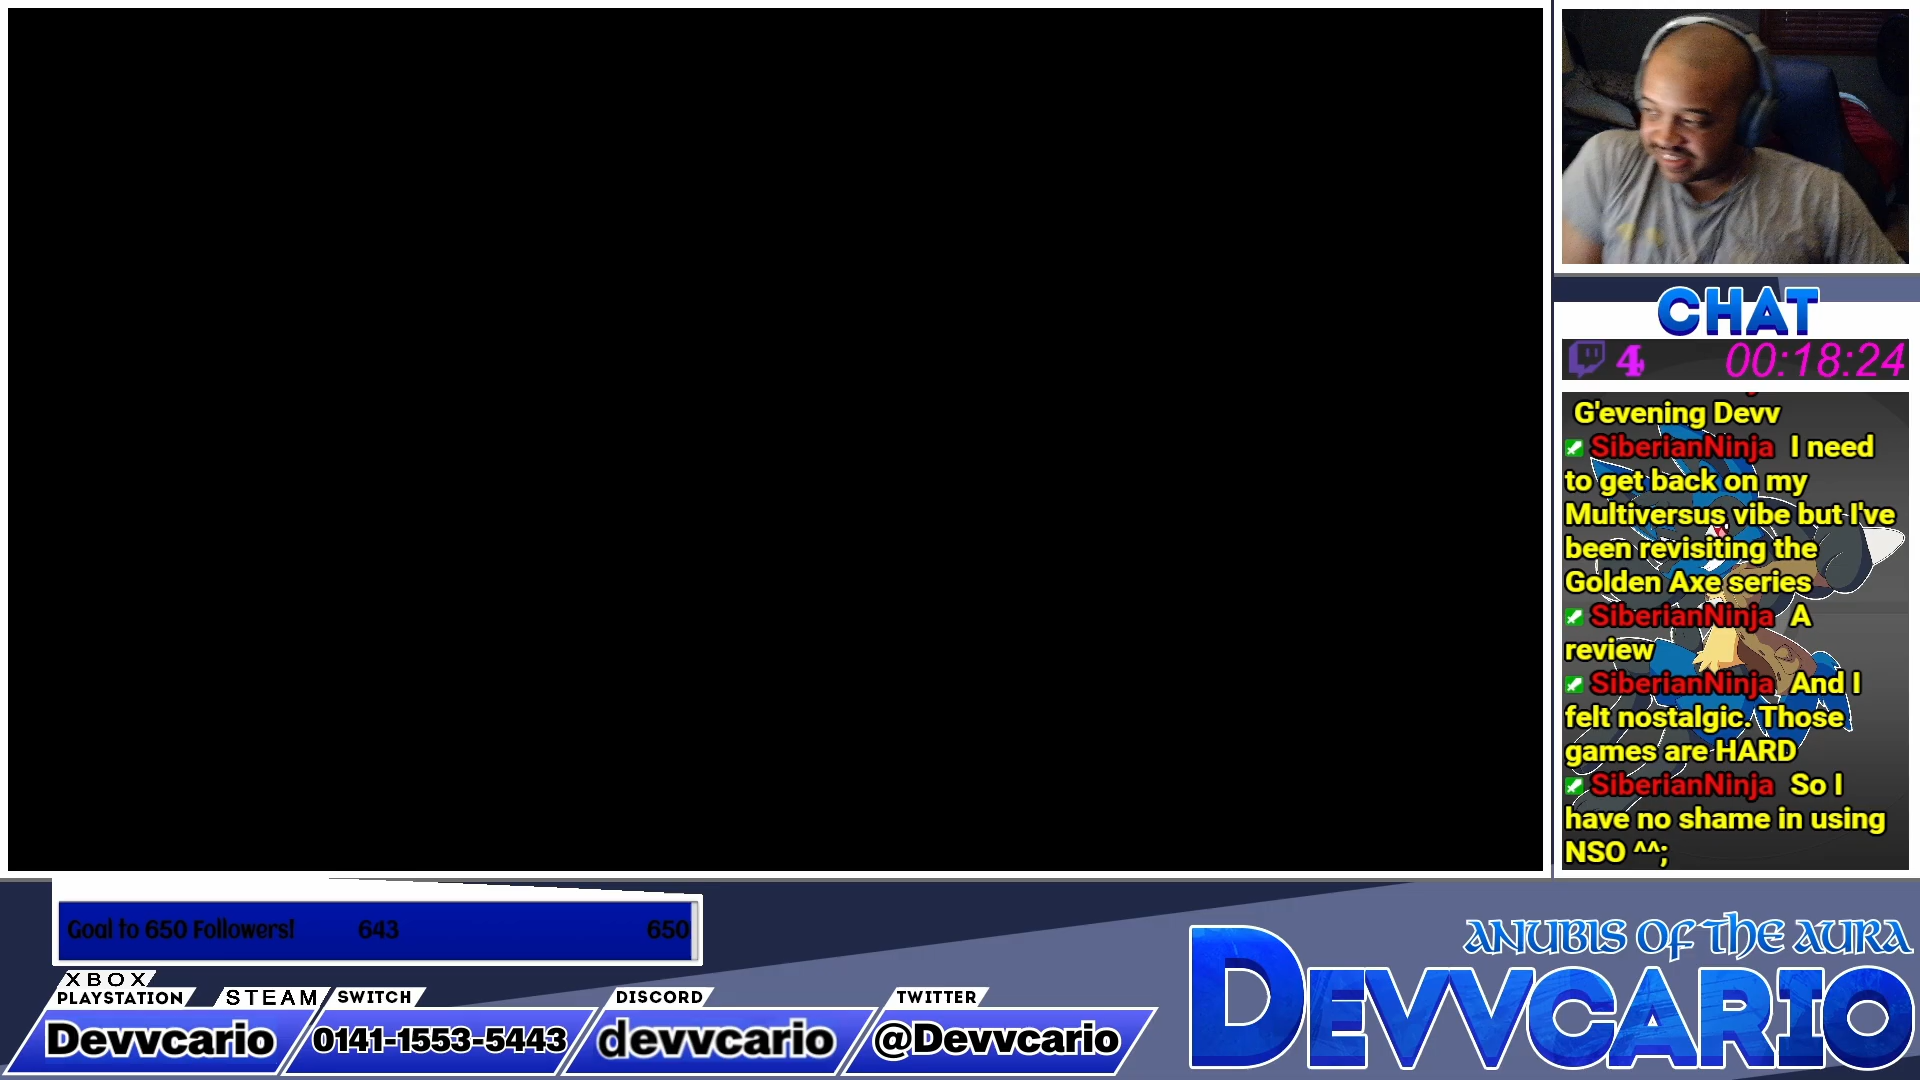 CHAT
4 00:18:24
G'evening Devv
SiberianNinja I need
to get back on my
Multiversus vibe but I've
been revisiting the
Golden Axe series
SiberianNinja A
review
SiberianNinja And I
felt nostalgic. Those
games are HARD
SiberianNinja So I
have no shame in using
NSO ^^;
Goal to 650 Followers! 643 650
XBOX
PLAYSTATION STEAM SWITCH DISCORD TWITTER
Devvcario 0141-1553-5443 devvcario @Devvcario
ANUBIS OF THE AURA
DEVVCARIO